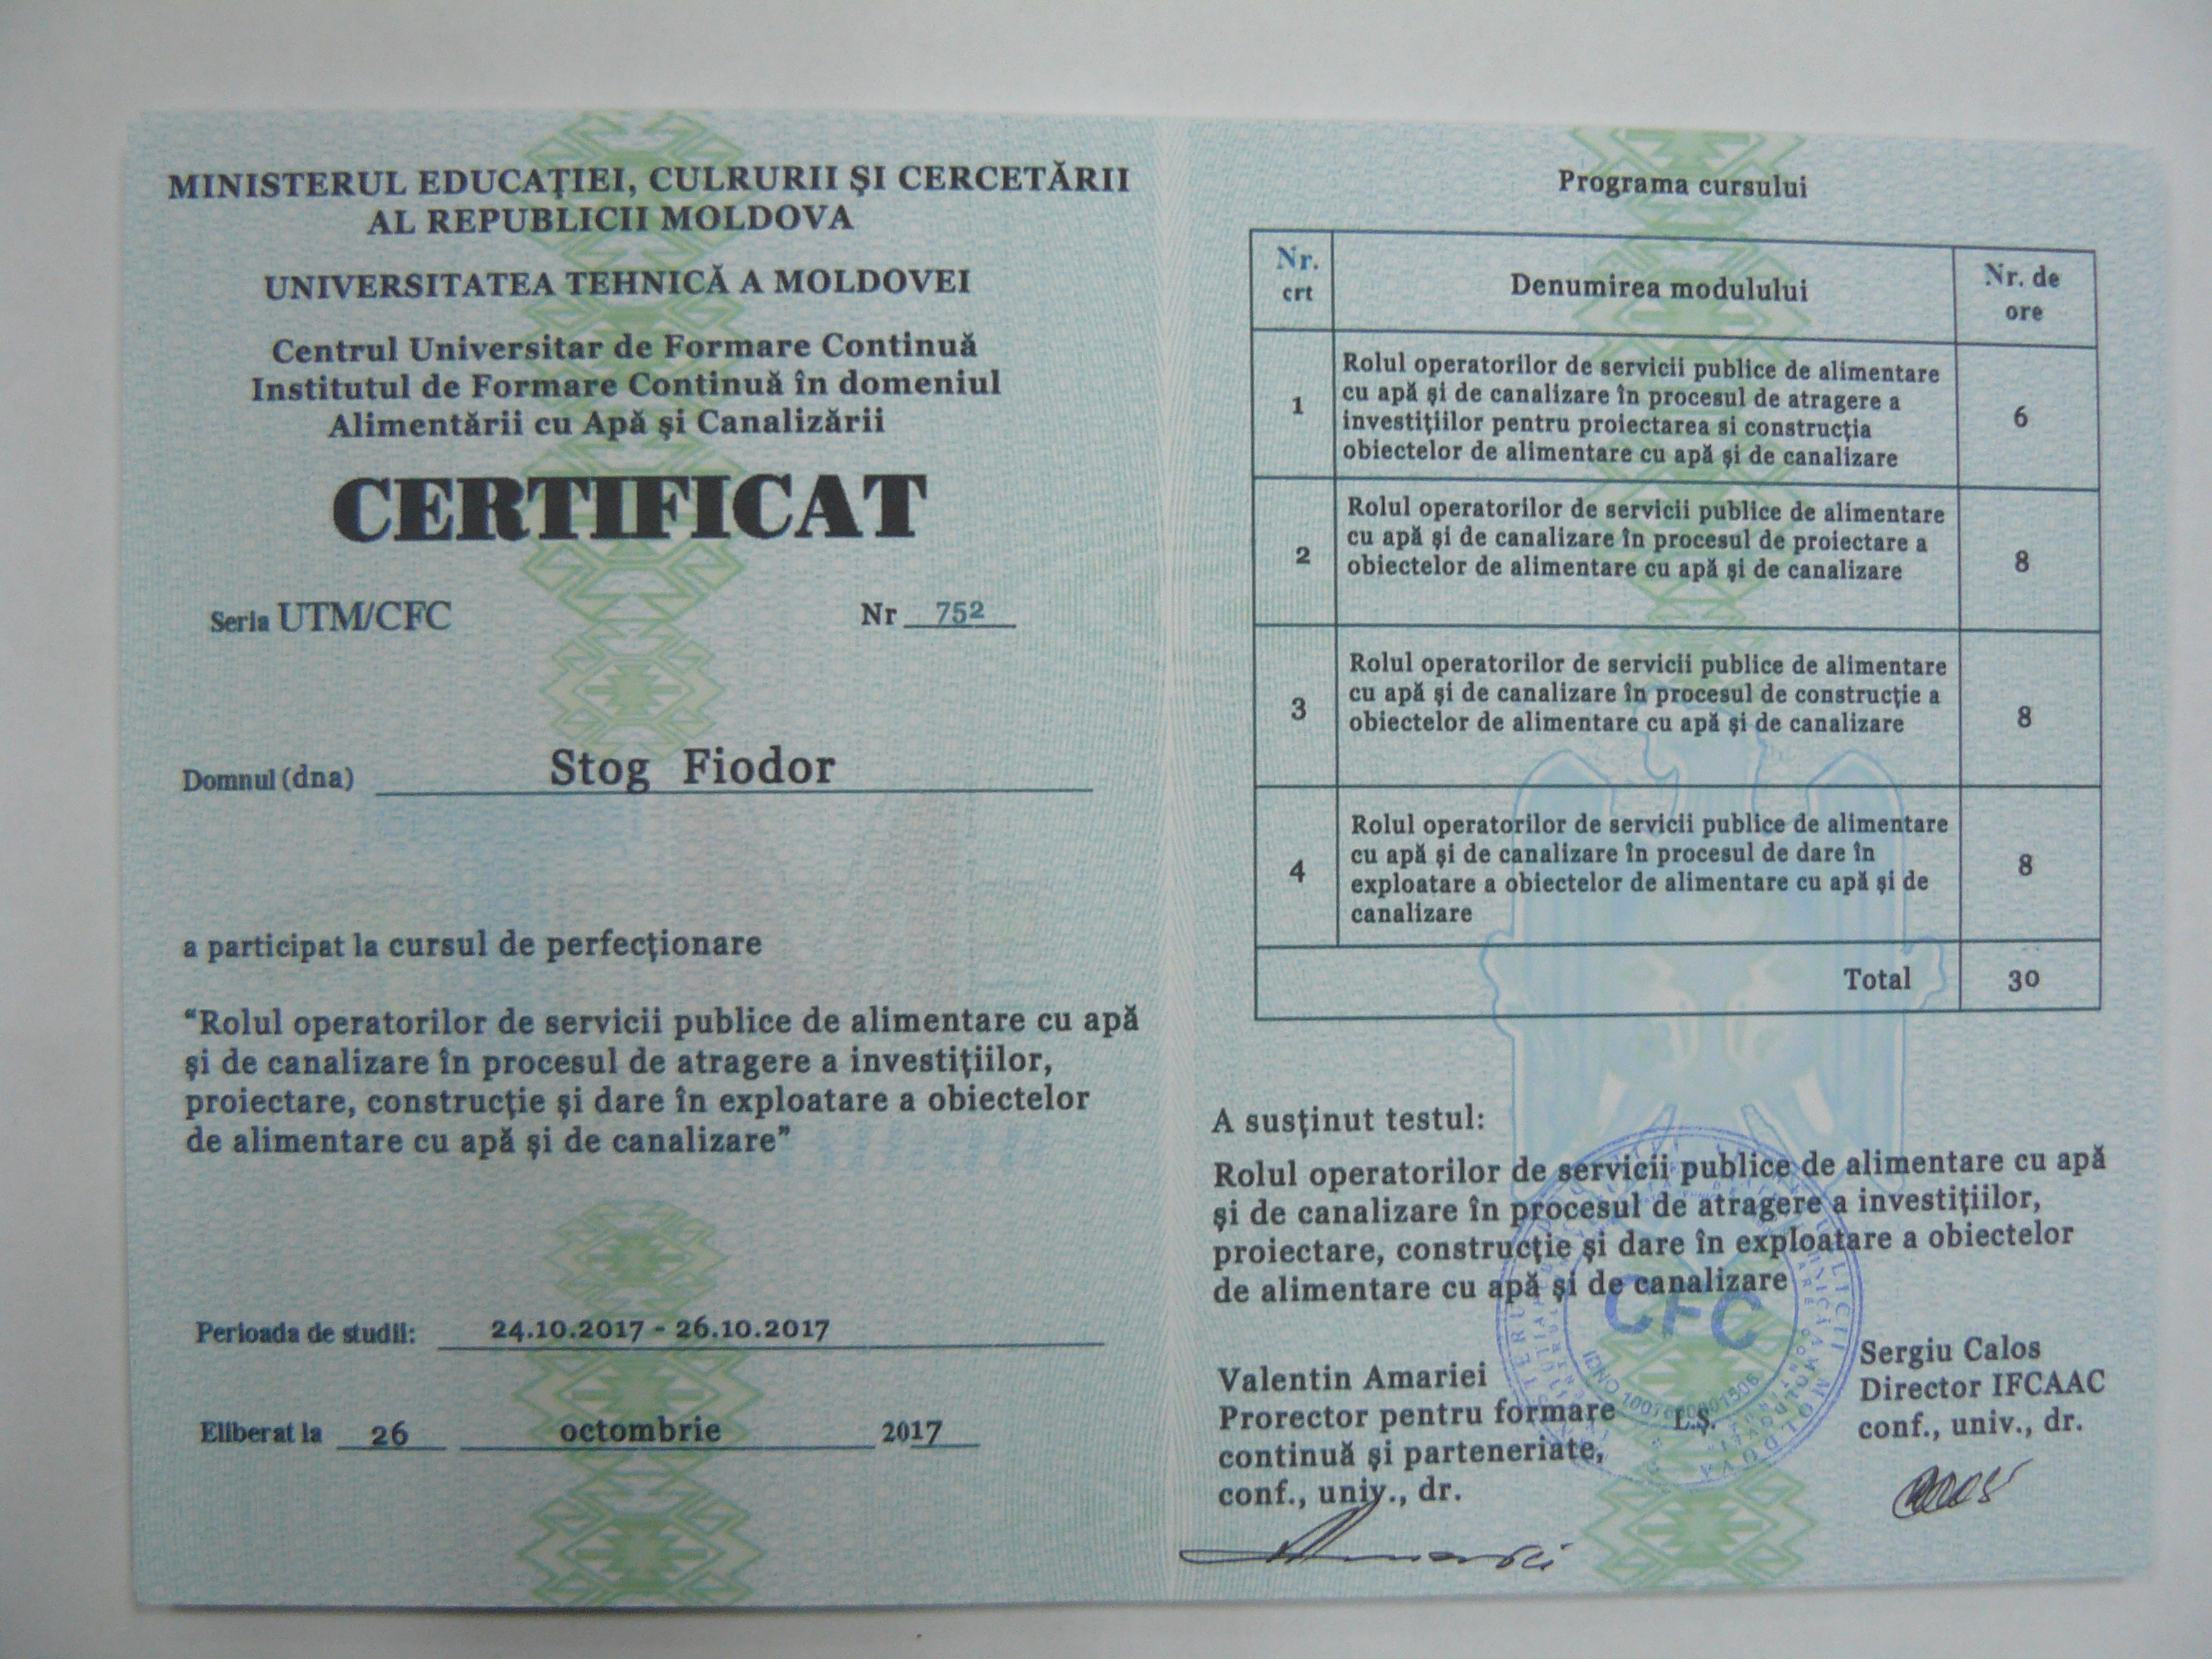 MINISTERUL EDUCAŢIEI, CULRURII ŞI CERCETĂRII
AL REPUBLICII MOLDOVA
UNIVERSITATEA TEHNICĂ A MOLDOVEI
Centrul Universitar de Formare Continuă
Institutul de Formare Continuă în domeniul
Alimentării cu Apă şi Canalizării
CERTIFICAT
Seria UTM/CFC Nr 752
Domnul (dna) Stog Fiodor
a participat la cursul de perfecţionare
“Rolul operatorilor de servicii publice de alimentare cu apă
şi de canalizare în procesul de atragere a investiţiilor,
proiectare, construcţie şi dare în exploatare a obiectelor
de alimentare cu apă şi de canalizare”
Perioada de studii: 24.10.2017 - 26.10.2017
Eliberat la 26 octombrie 2017
Programa cursului
Nr. crt
Denumirea modulului
Nr. de ore
1
Rolul operatorilor de servicii publice de alimentare
cu apă şi de canalizare în procesul de atragere a
investiţiilor pentru proiectarea si construcţia
obiectelor de alimentare cu apă şi de canalizare
6
2
Rolul operatorilor de servicii publice de alimentare
cu apă şi de canalizare în procesul de proiectare a
obiectelor de alimentare cu apă şi de canalizare
8
3
Rolul operatorilor de servicii publice de alimentare
cu apă şi de canalizare în procesul de construcţie a
obiectelor de alimentare cu apă şi de canalizare
8
4
Rolul operatorilor de servicii publice de alimentare
cu apă şi de canalizare în procesul de dare în
exploatare a obiectelor de alimentare cu apă şi de
canalizare
8
Total 30
A susţinut testul:
Rolul operatorilor de servicii publice de alimentare cu apă
şi de canalizare în procesul de atragere a investiţiilor,
proiectare, construcţie şi dare în exploatare a obiectelor
de alimentare cu apă şi de canalizare
CFC
Valentin Amariei
Prorector pentru formare
continuă şi parteneriate,
conf., univ., dr.
L.Ş.
Sergiu Calos
Director IFCAAC
conf., univ., dr.